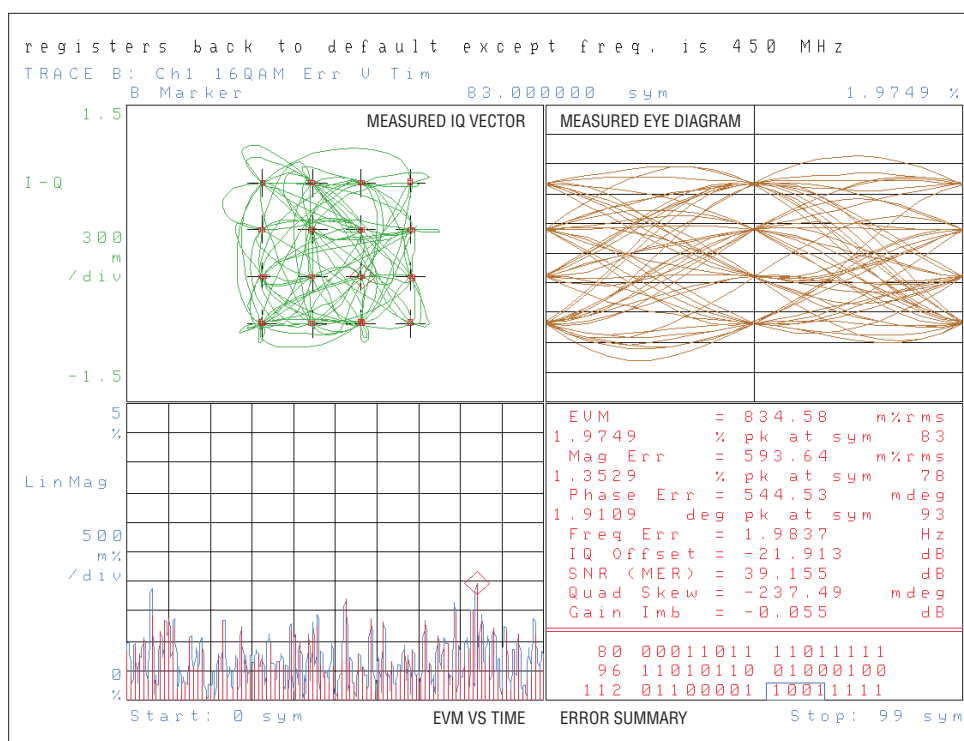 registers back to default except freq. is 450 MHz
TRACE B: Ch1 16QAM Err V Tim
B Marker 83.000000 sym 1.9749 %
1.5
MEASURED IQ VECTOR
MEASURED EYE DIAGRAM
I-Q
300
m
/div
-1.5
5
%
LinMag
500
m%
/div
0
%
EVM = 834.58 m%rms
1.9749 % pk at sym 83
Mag Err = 593.64 m%rms
1.3529 % pk at sym 78
Phase Err = 544.53 mdeg
1.9109 deg pk at sym 93
Freq Err = 1.9837 Hz
IQ Offset = -21.913 dB
SNR (MER) = 39.155 dB
Quad Skew = -237.49 mdeg
Gain Imb = -0.055 dB
80 00011011 11011111
96 11010110 01000100
112 01100001 10011111
Start: 0 sym
EVM VS TIME
ERROR SUMMARY
Stop: 99 sym